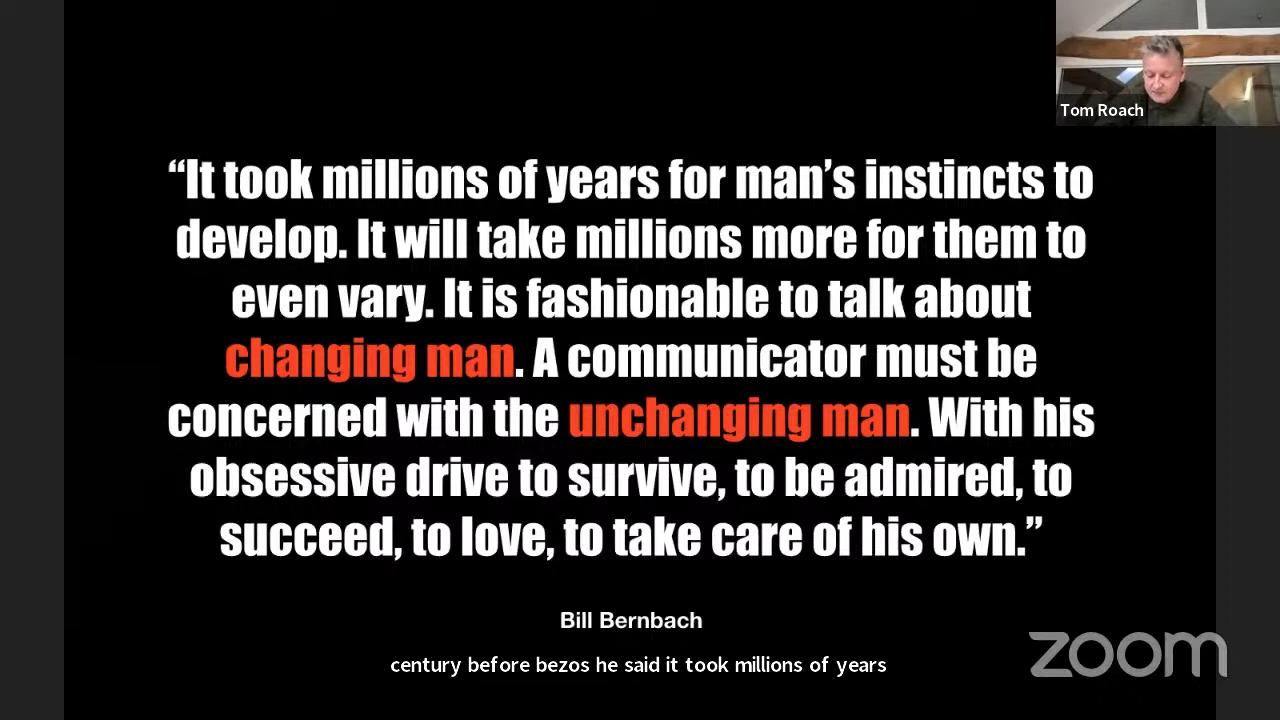 Tom Roach
“It took millions of years for man’s instincts to
develop. It will take millions more for them to
even vary. It is fashionable to talk about
changing man. A communicator must be
concerned with the unchanging man. With his
obsessive drive to survive, to be admired, to
succeed, to love, to take care of his own.”
Bill Bernbach
century before bezos he said it took millions of years
zoom